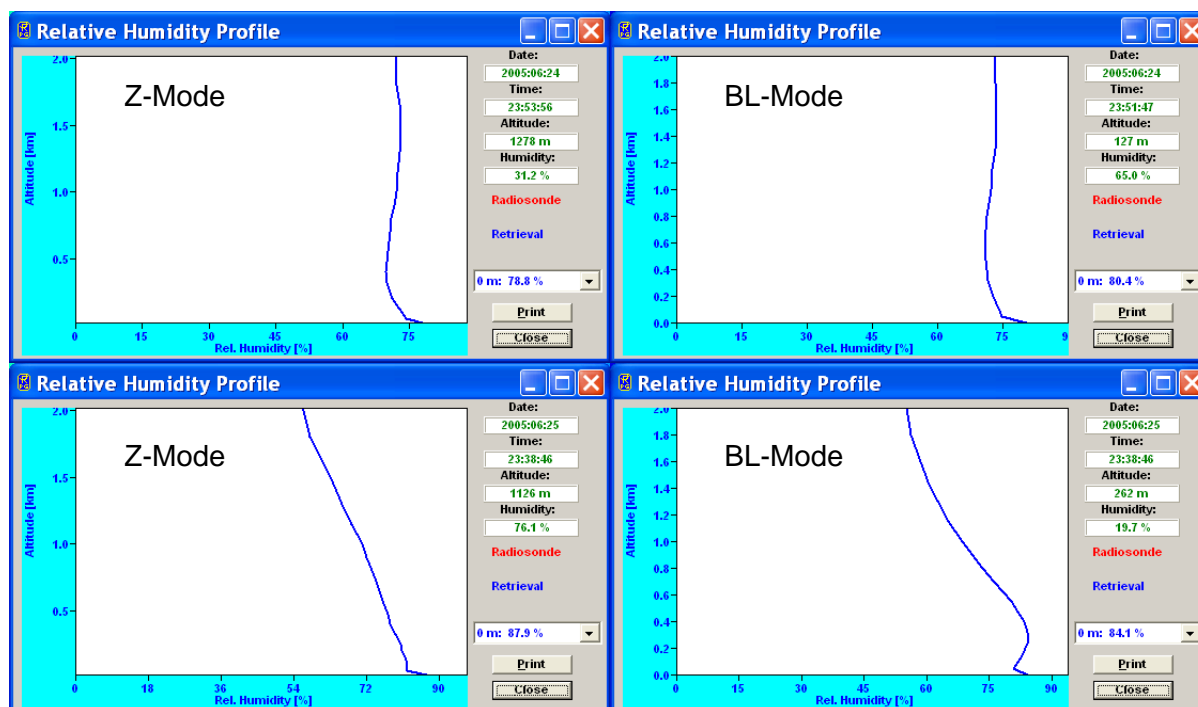 Relative Humidity Profile
Z-Mode
Altitude [km]
2.0
1.5
1.0
0.5
0 15 30 45 60 75
Rel. Humidity [%]
Date:
2005:06:24
Time:
23:53:56
Altitude:
1278 m
Humidity:
31.2 %
Radiosonde
Retrieval
0 m: 78.8 %
Print
Close
Relative Humidity Profile
BL-Mode
Altitude [km]
2.0
1.8
1.6
1.4
1.2
1.0
0.8
0.6
0.4
0.2
0.0
0 15 30 45 60 75 9
Rel. Humidity [%]
Date:
2005:06:24
Time:
23:51:47
Altitude:
127 m
Humidity:
65.0 %
Radiosonde
Retrieval
0 m: 80.4 %
Print
Close
Relative Humidity Profile
Z-Mode
Altitude [km]
2.0
1.5
1.0
0.5
0 18 36 54 72 90
Rel. Humidity [%]
Date:
2005:06:25
Time:
23:38:46
Altitude:
1126 m
Humidity:
76.1 %
Radiosonde
Retrieval
0 m: 87.9 %
Print
Close
Relative Humidity Profile
BL-Mode
Altitude [km]
2.0
1.8
1.6
1.4
1.2
1.0
0.8
0.6
0.4
0.2
0.0
0 15 30 45 60 75 90
Rel. Humidity [%]
Date:
2005:06:25
Time:
23:38:46
Altitude:
262 m
Humidity:
19.7 %
Radiosonde
Retrieval
0 m: 84.1 %
Print
Close